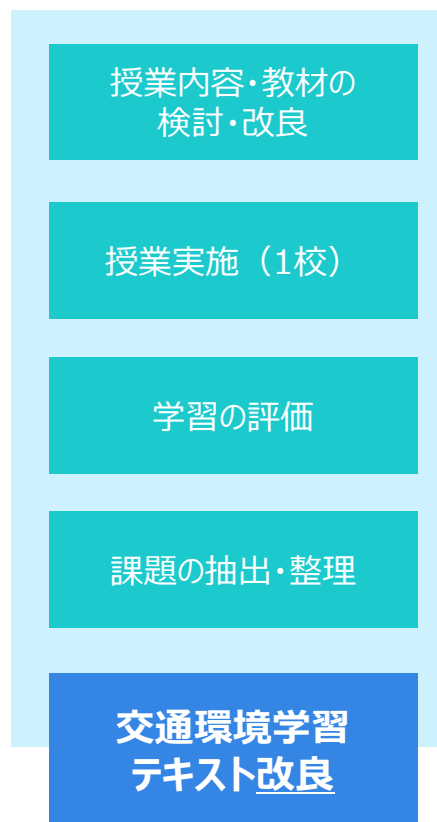 授業内容・教材の
検討・改良
授業実施（1校）
学習の評価
課題の抽出・整理
交通環境学習
テキスト改良